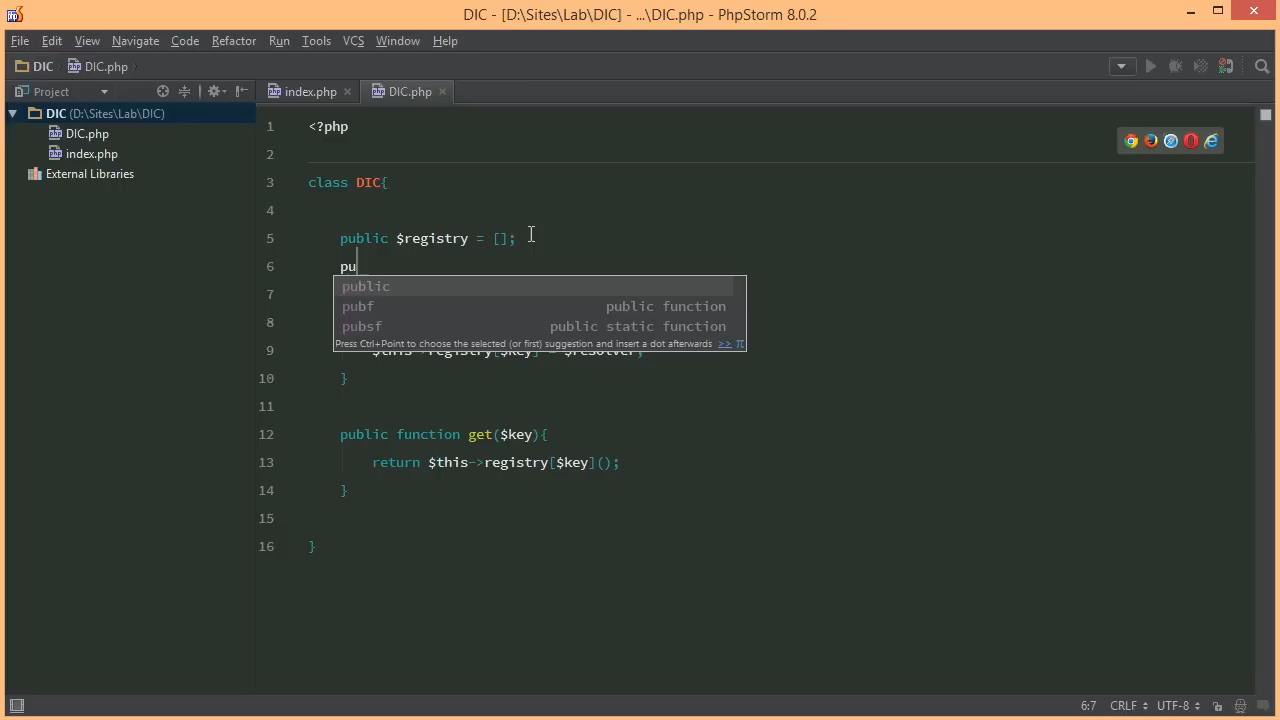 DIC - [D:\Sites\Lab\DIC] - ...\DIC.php - PhpStorm 8.0.2
File Edit View Navigate Code Refactor Run Tools VCS Window Help
DIC DIC.php
Project index.php DIC.php
DIC (D:\Sites\Lab\DIC)
DIC.php
index.php
External Libraries
1 <?php
2
3 class DIC{
4
5 public $registry = [];
6 pu
public
7
pubf public function
8
pubsf public static function
Press Ctrl+Point to choose the selected (or first) suggestion and insert a dot afterwards >> π
9 $this->registry[$key] = $resolver;
10 }
11
12 public function get($key){
13 return $this->registry[$key]();
14 }
15
16 }
6:7 CRLF UTF-8